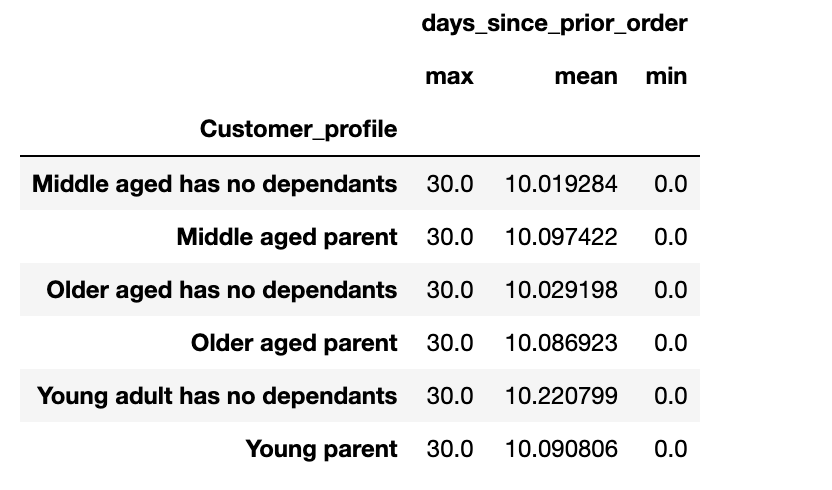 days_since_prior_order
max mean min
Customer_profile
Middle aged has no dependants 30.0 10.019284 0.0
Middle aged parent 30.0 10.097422 0.0
Older aged has no dependants 30.0 10.029198 0.0
Older aged parent 30.0 10.086923 0.0
Young adult has no dependants 30.0 10.220799 0.0
Young parent 30.0 10.090806 0.0